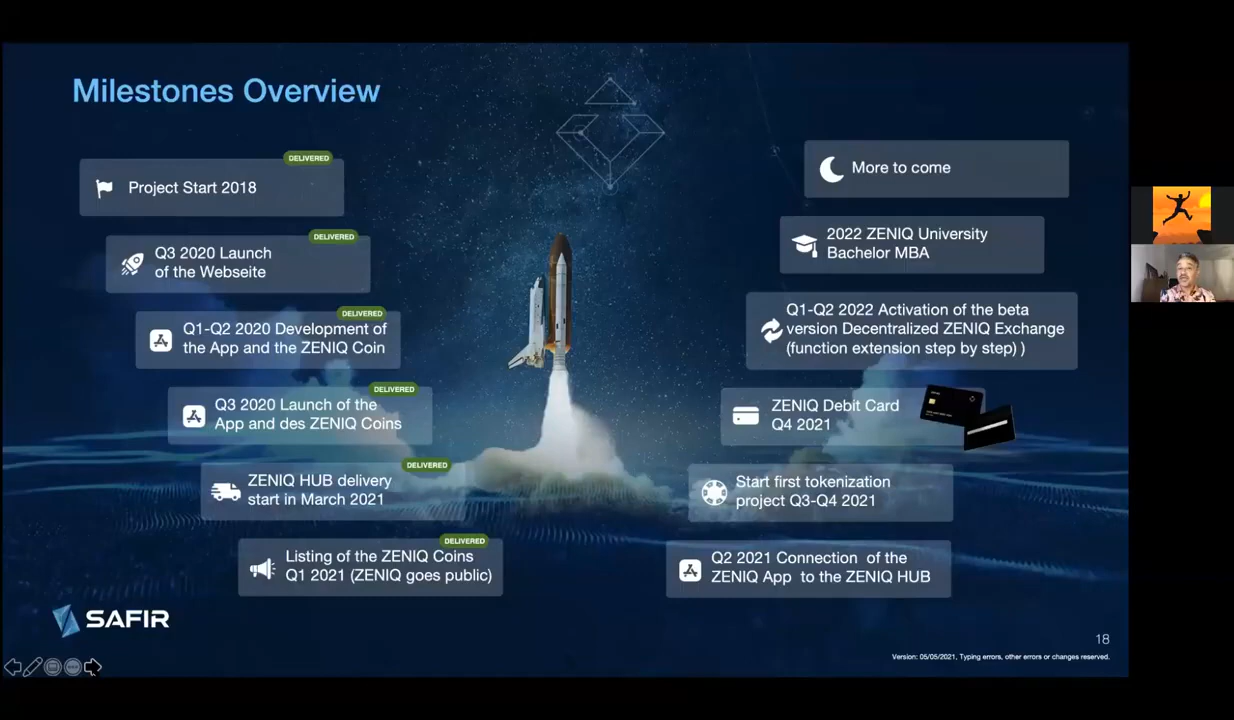 Milestones Overview
DELIVERED
Project Start 2018
DELIVERED
Q3 2020 Launch
of the Webseite
DELIVERED
Q1-Q2 2020 Development of
the App and the ZENIQ Coin
DELIVERED
Q3 2020 Launch of the
App and des ZENIQ Coins
DELIVERED
ZENIQ HUB delivery
start in March 2021
DELIVERED
Listing of the ZENIQ Coins
Q1 2021 (ZENIQ goes public)
More to come
2022 ZENIQ University
Bachelor MBA
Q1-Q2 2022 Activation of the beta
version Decentralized ZENIQ Exchange
(function extension step by step) )
ZENIQ Debit Card
Q4 2021
Start first tokenization
project Q3-Q4 2021
Q2 2021 Connection of the
ZENIQ App to the ZENIQ HUB
SAFIR
18
Version: 05/05/2021, Typing errors, other errors or changes reserved.